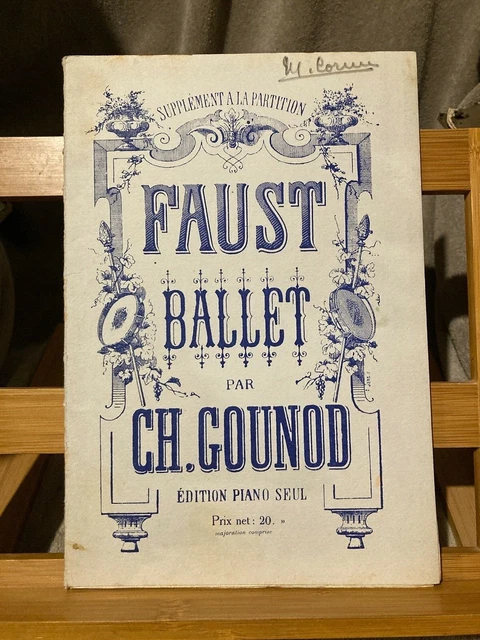 SUPPLÉMENT A LA PARTITION
FAUST
BALLET
PAR
CH. GOUNOD
ÉDITION PIANO SEUL
Prix net : 20. »
majoration comprise